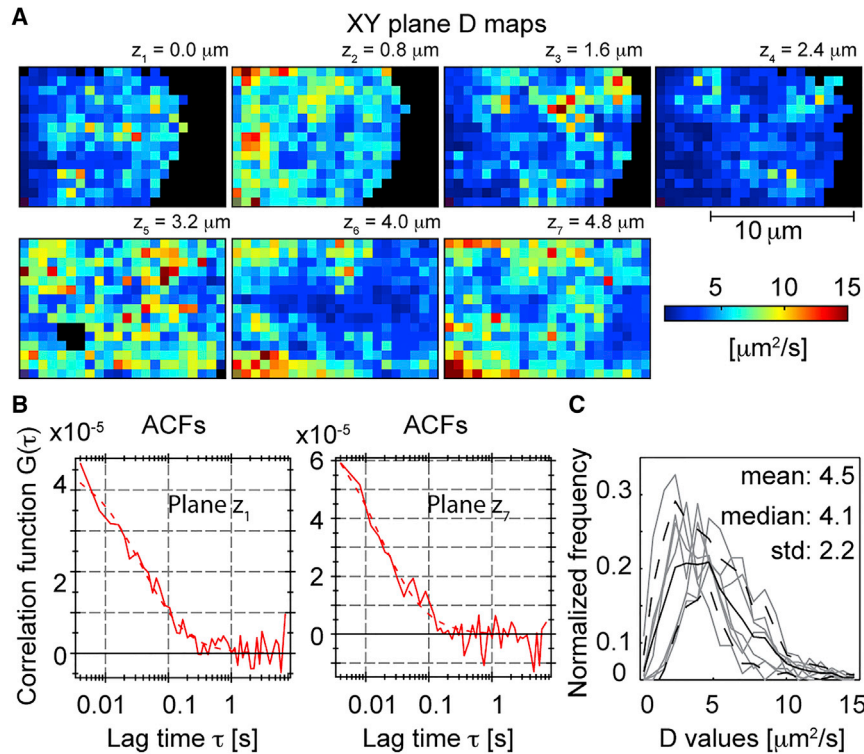 A
XY plane D maps
z1 = 0.0 μm
z2 = 0.8 μm
z3 = 1.6 μm
z4 = 2.4 μm
z5 = 3.2 μm
z6 = 4.0 μm
z7 = 4.8 μm
10 μm
5 10 15
[μm²/s]
B
x10-5 ACFs
Correlation function G(τ)
4
2
0
Plane z1
0.01 0.1 1
Lag time τ [s]
x10-5 ACFs
6
4
2
0
Plane z7
0.01 0.1 1
Lag time τ [s]
C
Normalized frequency
0.3
0.2
0.1
0
mean: 4.5
median: 4.1
std: 2.2
0 5 10 15
D values [μm²/s]